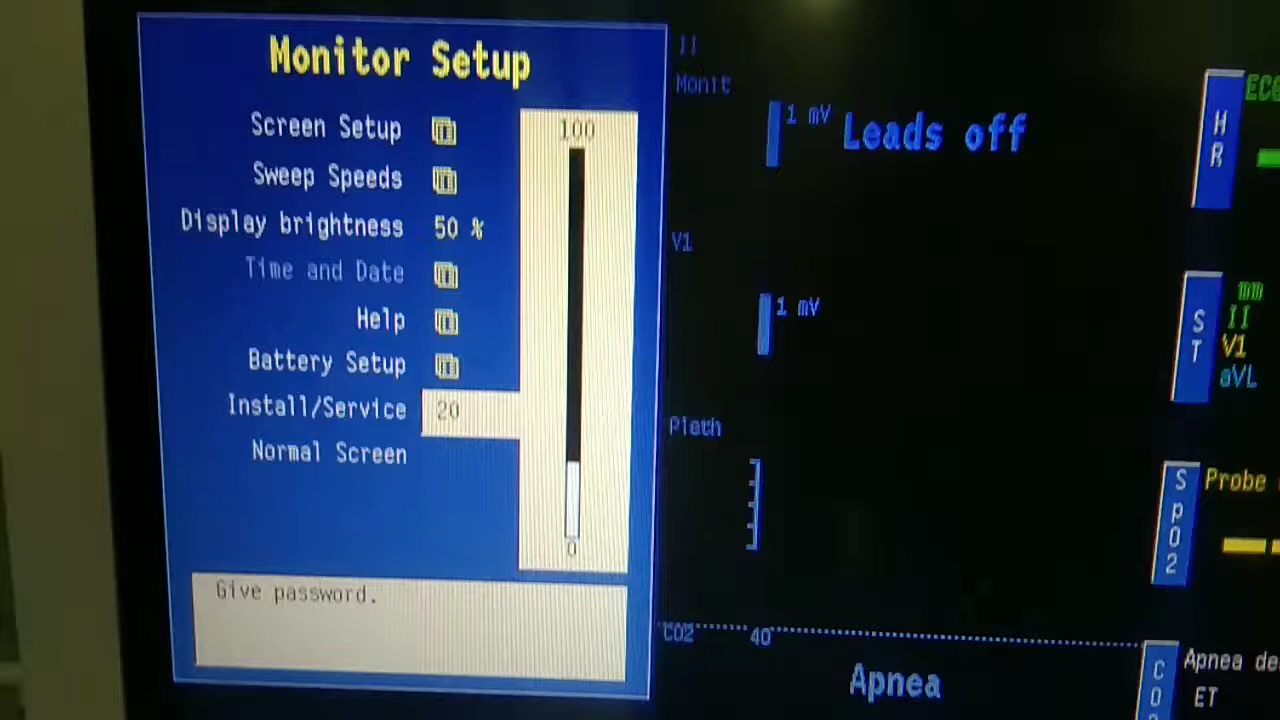 Monitor Setup
Screen Setup
Sweep Speeds
Display brightness 50 %
Time and Date
Help
Battery Setup
Install/Service 20
Normal Screen
100
0
Give password.
II
Monit
1 mV
Leads off
V1
1 mV
Pleth
CO2 40
Apnea
HR
ST
mm
II
V1
aVL
SpO2
Probe
Apnea de
ET